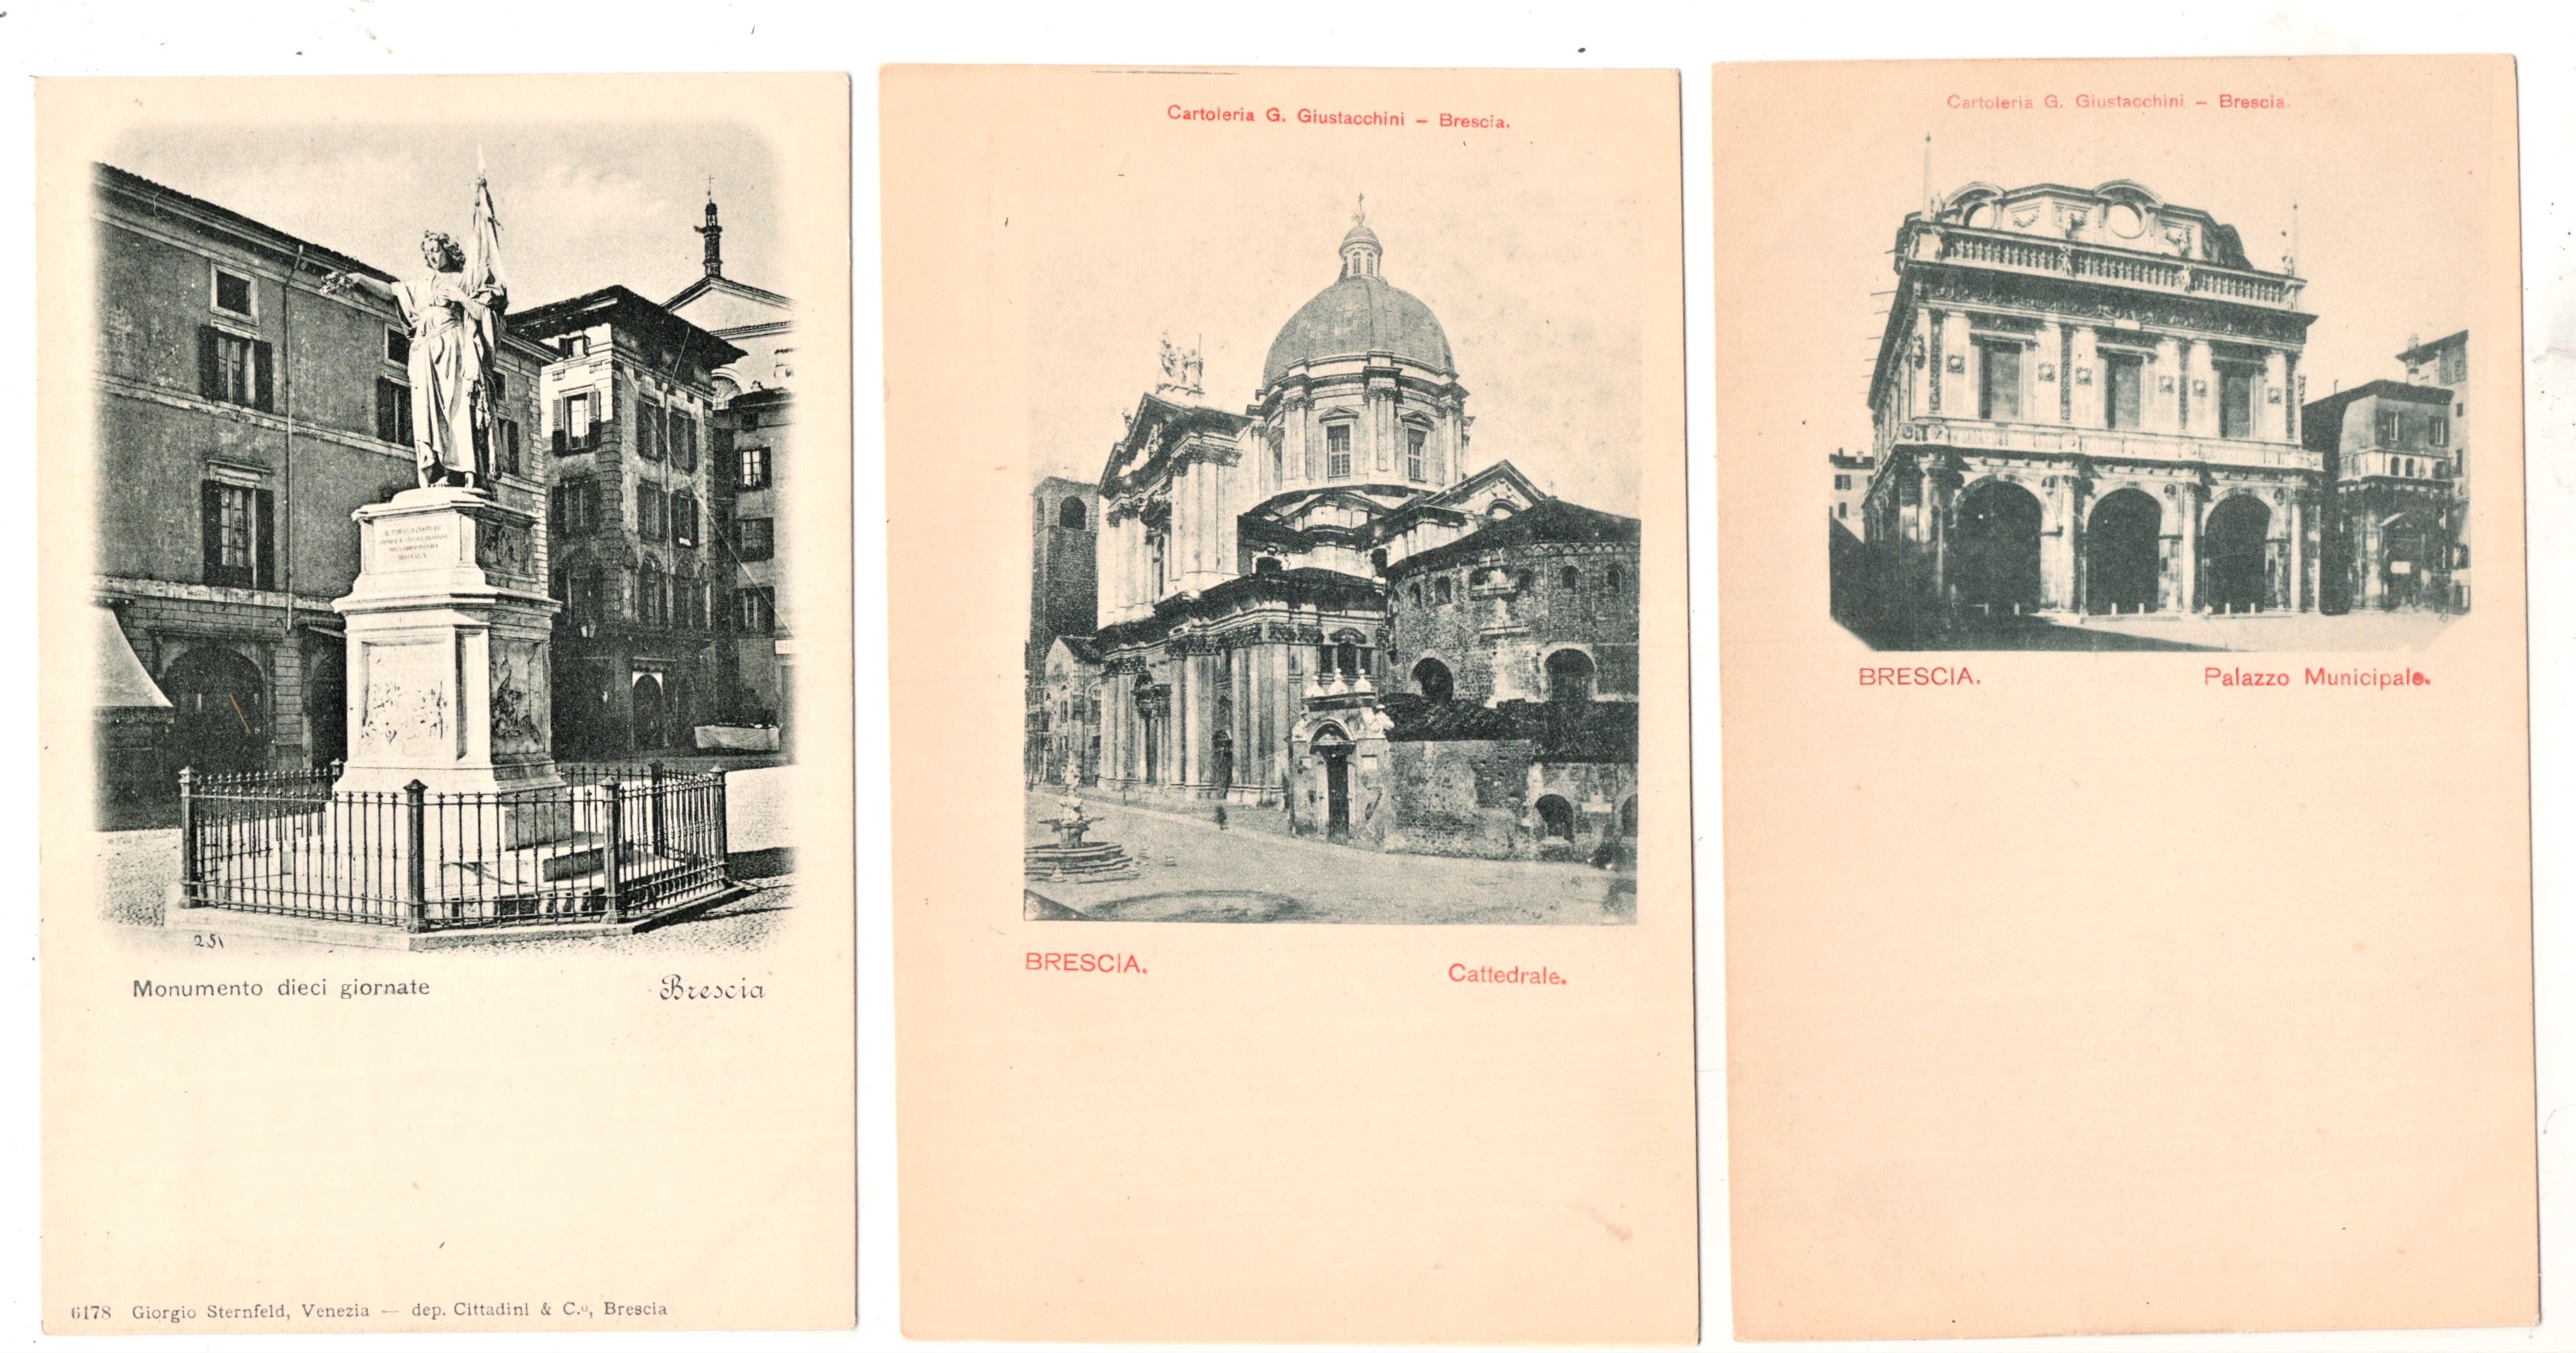 251
Monumento dieci giornate
Brescia
6178 Giorgio Sternfeld, Venezia — dep. Cittadini & C.º, Brescia
Cartoleria G. Giustacchini – Brescia.
BRESCIA.
Cattedrale.
Cartoleria G. Giustacchini – Brescia.
BRESCIA.
Palazzo Municipale.